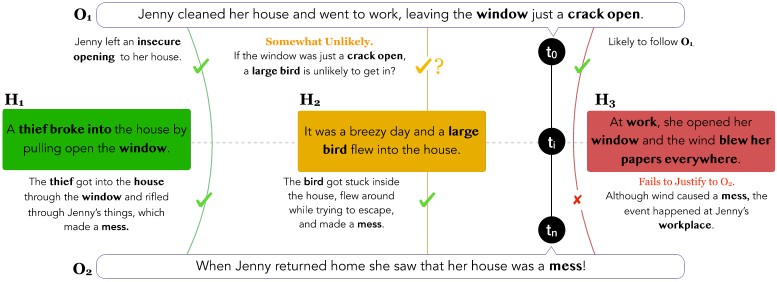 O1 Jenny cleaned her house and went to work, leaving the window just a crack open.
Jenny left an insecure
opening to her house.
Somewhat Unlikely.
If the window was just a crack open,
a large bird is unlikely to get in?
?
t0
Likely to follow O1
H1
A thief broke into the house by
pulling open the window.
H2
It was a breezy day and a large
bird flew into the house.
ti
H3
At work, she opened her
window and the wind blew her
papers everywhere.
The thief got into the house
through the window and rifled
through Jenny's things, which
made a mess.
The bird got stuck inside
the house, flew around
while trying to escape,
and made a mess.
tn
Fails to Justify to O2.
Although wind caused a mess, the
event happened at Jenny's
workplace.
O2 When Jenny returned home she saw that her house was a mess!